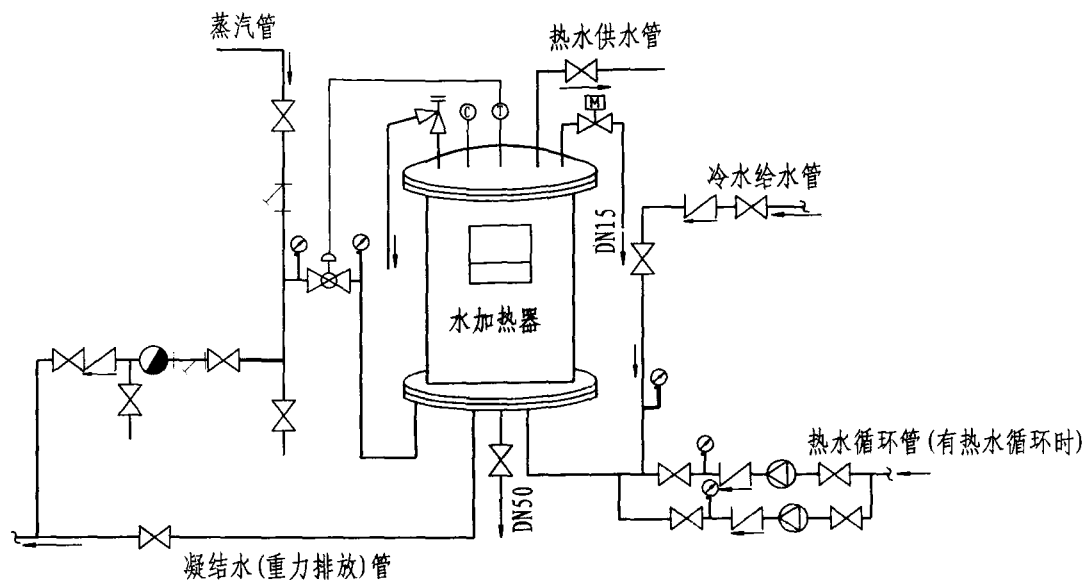 蒸汽管
热水供水管
M
C
T
冷水给水管
DN15
水加热器
热水循环管(有热水循环时)
DN50
凝结水(重力排放)管